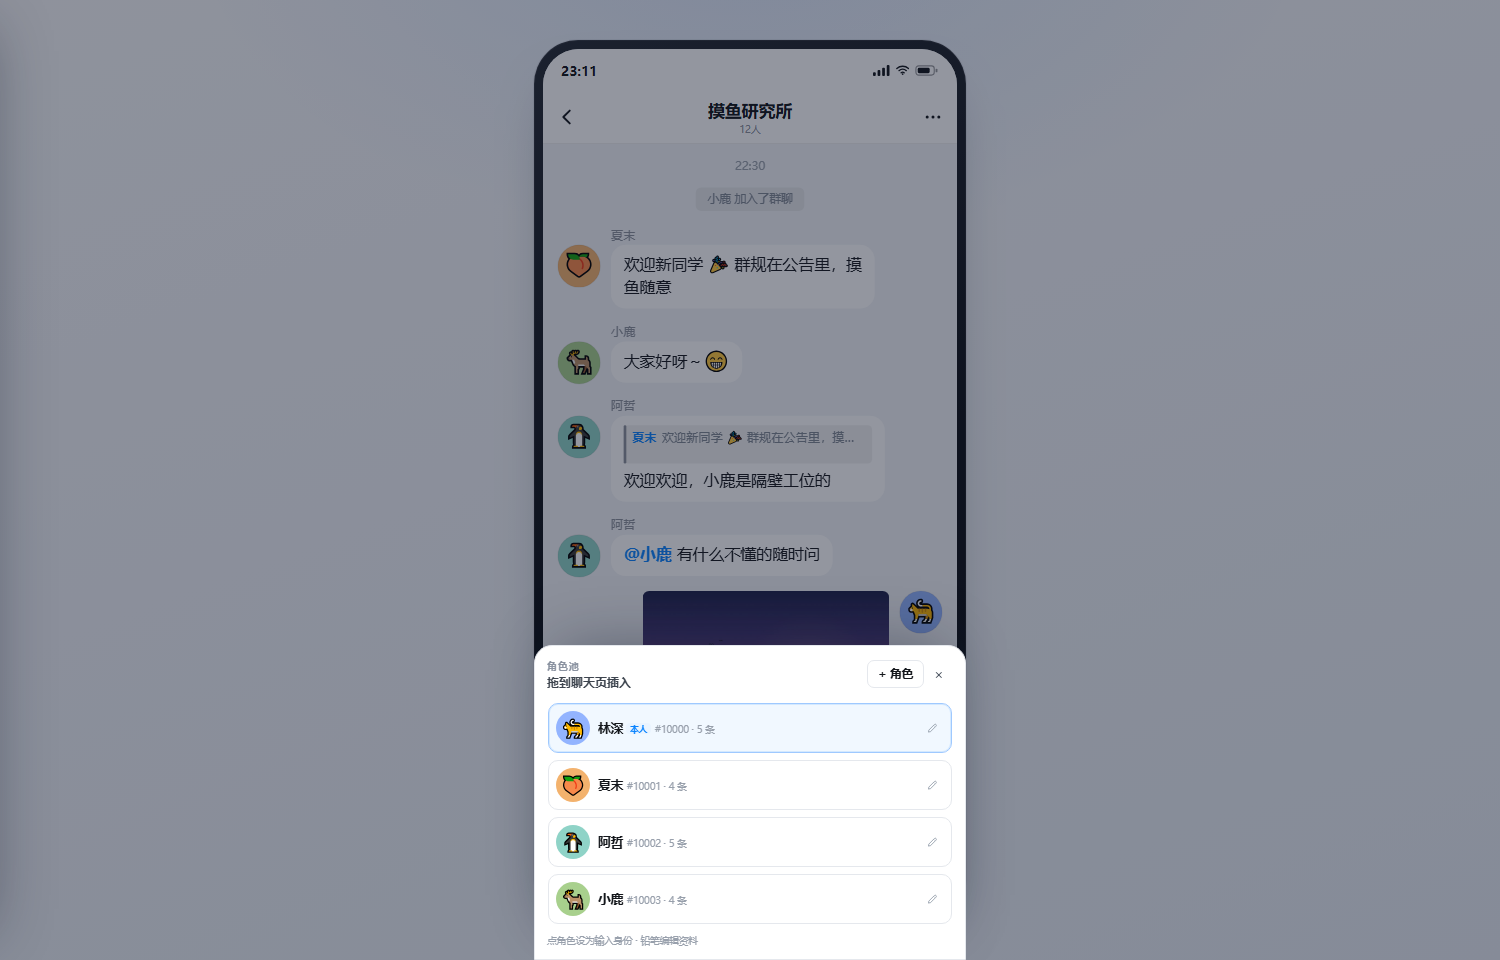 23:11
摸鱼研究所
12人
22:30
小鹿 加入了群聊
夏末
欢迎新同学 🎉 群规在公告里，摸
鱼随意
小鹿
大家好呀～😁
阿哲
夏末 欢迎新同学 🎉 群规在公告里，摸...
欢迎欢迎，小鹿是隔壁工位的
阿哲
@小鹿 有什么不懂的随时问
角色池
拖到聊天页插入
+ 角色
×
林深 本人 #10000 · 5 条
夏末 #10001 · 4 条
阿哲 #10002 · 5 条
小鹿 #10003 · 4 条
点角色设为输入身份 · 铅笔编辑资料